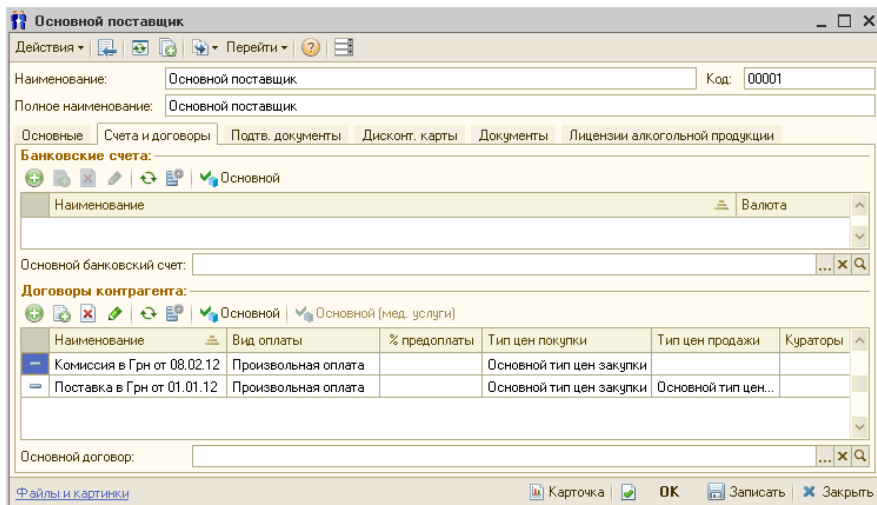 Основной поставщик
Действия Перейти
Наименование: Основной поставщик Код: 00001
Полное наименование: Основной поставщик
Основные Счета и договоры Подтв. документы Дисконт. карты Документы Лицензии алкогольной продукции
Банковские счета:
Основной
Наименование Валюта
Основной банковский счет: ...
Договоры контрагента:
Основной Основной (мед. услуги)
Наименование Вид оплаты % предоплаты Тип цен покупки Тип цен продажи Кураторы
Комиссия в Грн от 08.02.12 Произвольная оплата Основной тип цен закупки
Поставка в Грн от 01.01.12 Произвольная оплата Основной тип цен закупки Основной тип цен...
Основной договор: ...
Файлы и картинки Карточка OK Записать Закрыть